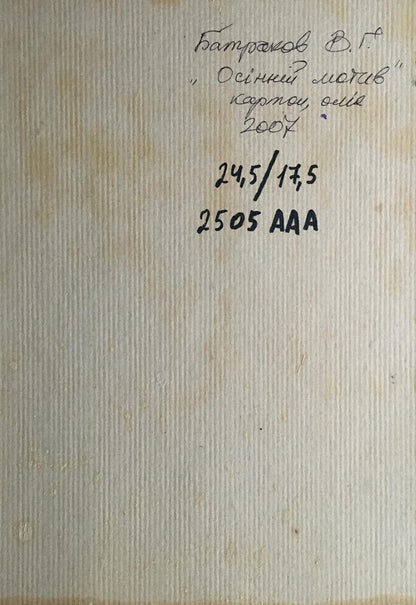 Батраков В.Г.
„Осінній мотив"
картон, олія
2007
24,5/17,5
2505 AAA